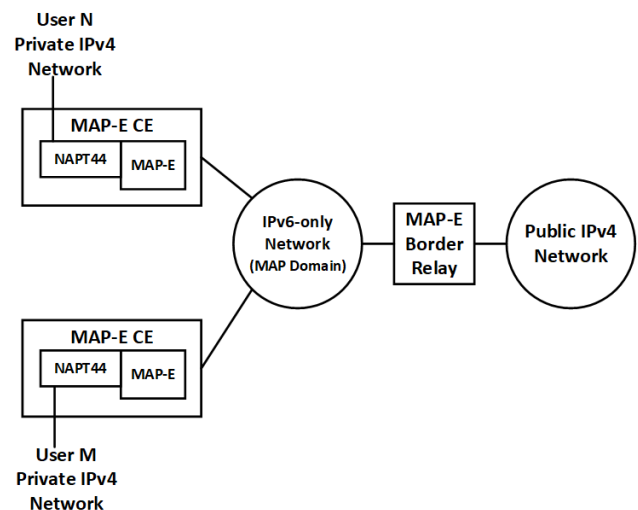 User N
Private IPv4
Network
MAP-E CE
NAPT44
MAP-E
IPv6-only
Network
(MAP Domain)
MAP-E
Border
Relay
Public IPv4
Network
MAP-E CE
NAPT44
MAP-E
User M
Private IPv4
Network